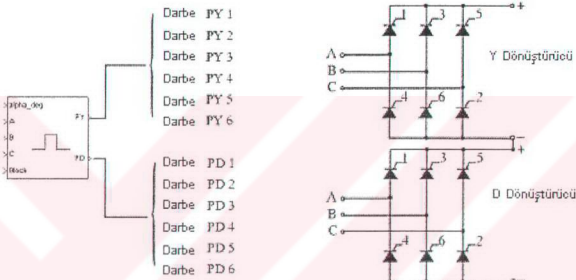 alpha_deg
A
B
C
Block
PY
PD
Darbe PY 1
Darbe PY 2
Darbe PY 3
Darbe PY 4
Darbe PY 5
Darbe PY 6
Darbe PD 1
Darbe PD 2
Darbe PD 3
Darbe PD 4
Darbe PD 5
Darbe PD 6
1 3 5
+
A
B
C
4 6 2
−
Y Dönüştürücü
+
1 3 5
A
B
C
4 6 2
−
D Dönüştürücü